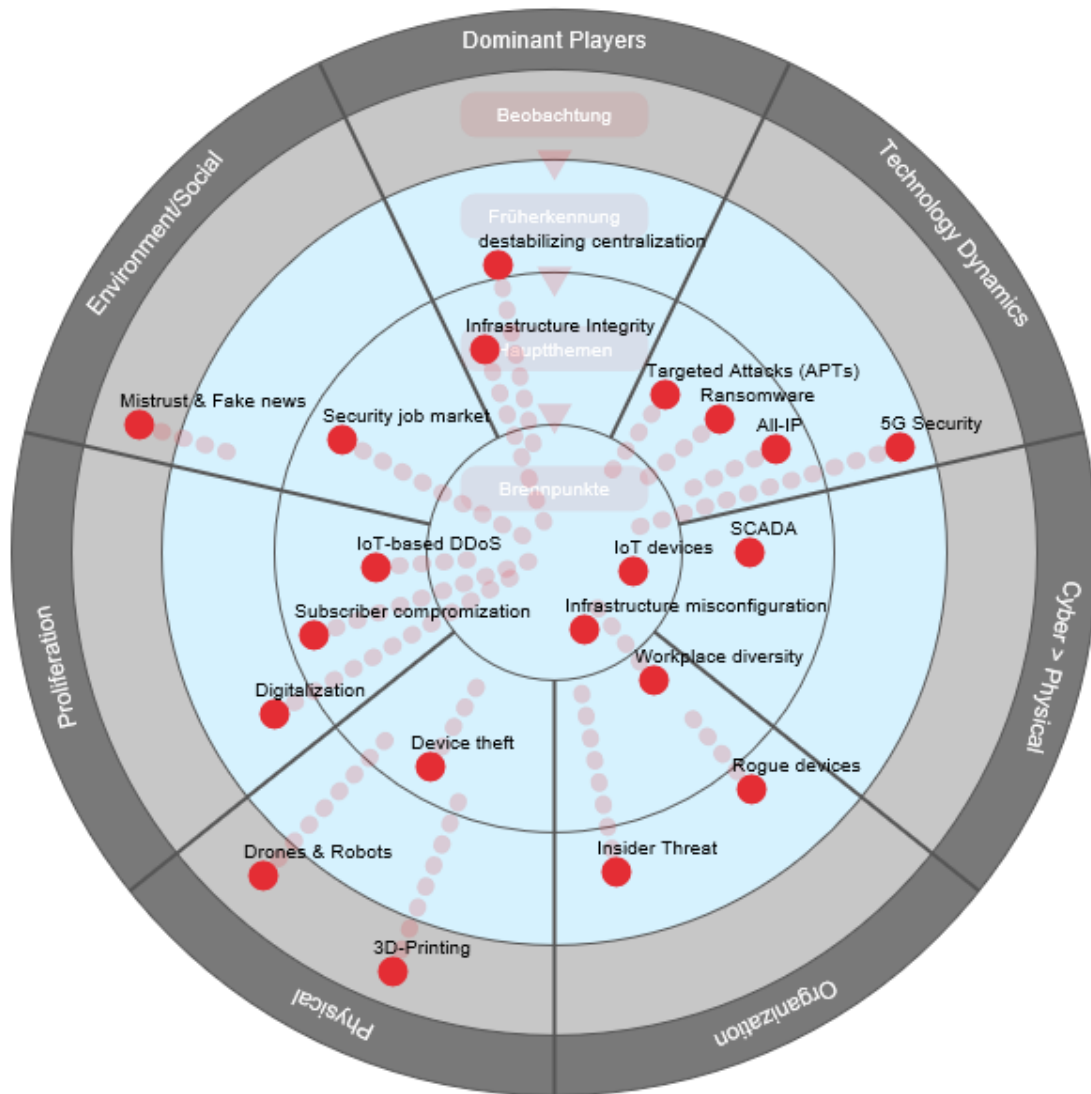 Dominant Players
Beobachtung
Environment/Social
Technology Dynamics
Früherkennung
destabilizing centralization
Infrastructure Integrity
Hauptthemen
Targeted Attacks (APTs)
Ransomware
Mistrust & Fake news
Security job market
All-IP
5G Security
Brennpunkte
SCADA
IoT-based DDoS
IoT devices
Subscriber compromization
Infrastructure misconfiguration
Proliferation
Cyber > Physical
Workplace diversity
Digitalization
Device theft
Rogue devices
Drones & Robots
Insider Threat
3D-Printing
Physical
Organization